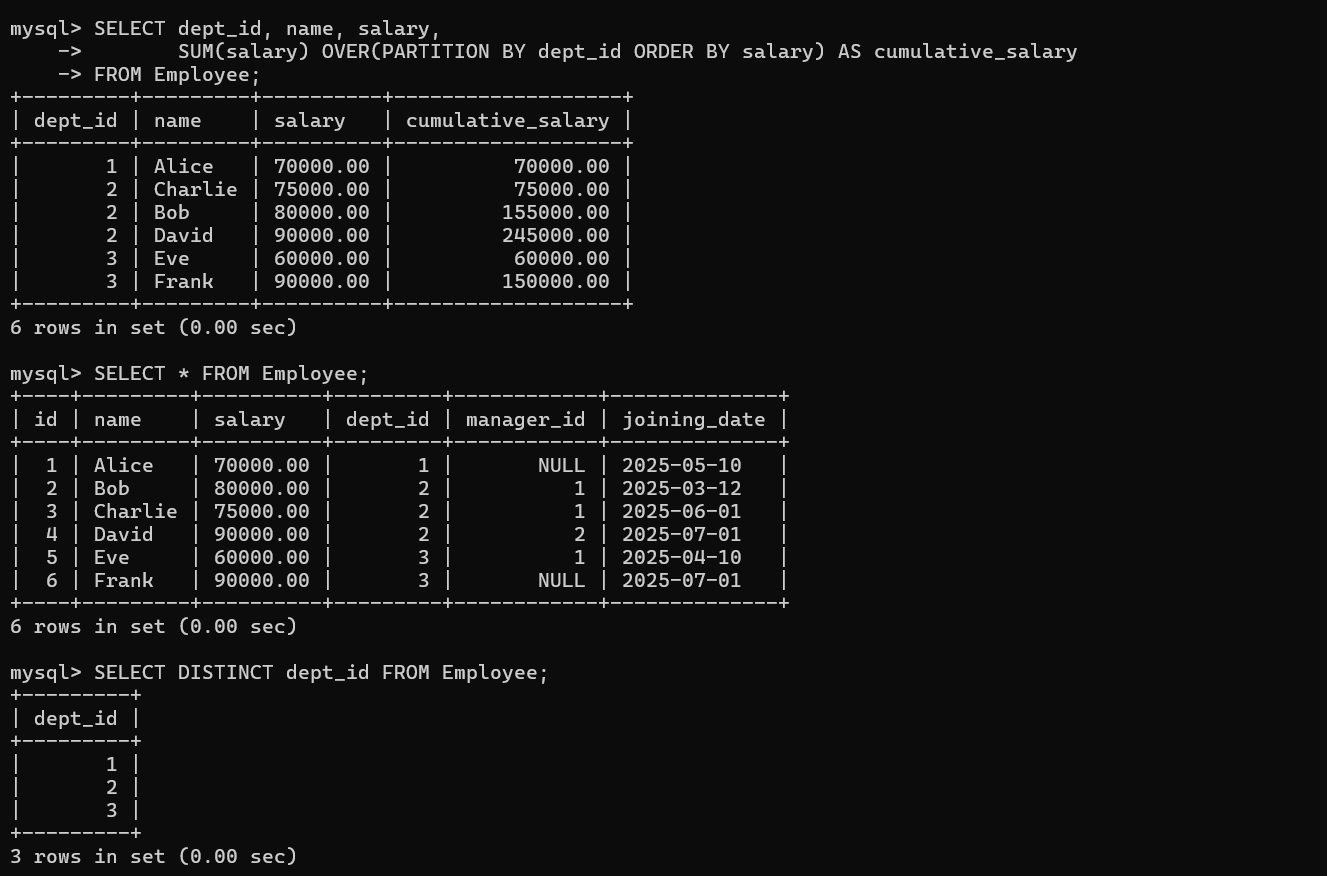 mysql> SELECT dept_id, name, salary,
    ->        SUM(salary) OVER(PARTITION BY dept_id ORDER BY salary) AS cumulative_salary
    -> FROM Employee;
+---------+---------+----------+-------------------+
| dept_id | name    | salary   | cumulative_salary |
+---------+---------+----------+-------------------+
|       1 | Alice   | 70000.00 |          70000.00 |
|       2 | Charlie | 75000.00 |          75000.00 |
|       2 | Bob     | 80000.00 |         155000.00 |
|       2 | David   | 90000.00 |         245000.00 |
|       3 | Eve     | 60000.00 |          60000.00 |
|       3 | Frank   | 90000.00 |         150000.00 |
+---------+---------+----------+-------------------+
6 rows in set (0.00 sec)

mysql> SELECT * FROM Employee;
+----+---------+----------+---------+------------+--------------+
| id | name    | salary   | dept_id | manager_id | joining_date |
+----+---------+----------+---------+------------+--------------+
|  1 | Alice   | 70000.00 |       1 |       NULL | 2025-05-10   |
|  2 | Bob     | 80000.00 |       2 |          1 | 2025-03-12   |
|  3 | Charlie | 75000.00 |       2 |          1 | 2025-06-01   |
|  4 | David   | 90000.00 |       2 |          2 | 2025-07-01   |
|  5 | Eve     | 60000.00 |       3 |          1 | 2025-04-10   |
|  6 | Frank   | 90000.00 |       3 |       NULL | 2025-07-01   |
+----+---------+----------+---------+------------+--------------+
6 rows in set (0.00 sec)

mysql> SELECT DISTINCT dept_id FROM Employee;
+---------+
| dept_id |
+---------+
|       1 |
|       2 |
|       3 |
+---------+
3 rows in set (0.00 sec)